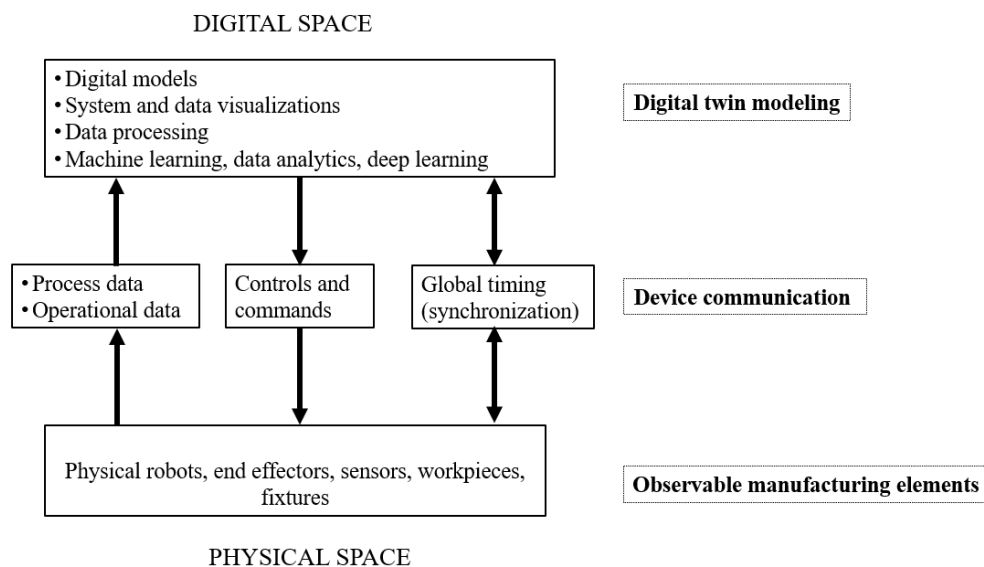 DIGITAL SPACE
• Digital models
• System and data visualizations
• Data processing
• Machine learning, data analytics, deep learning
Digital twin modeling
• Process data
• Operational data
Controls and
commands
Global timing
(synchronization)
Device communication
Physical robots, end effectors, sensors, workpieces,
fixtures
Observable manufacturing elements
PHYSICAL SPACE